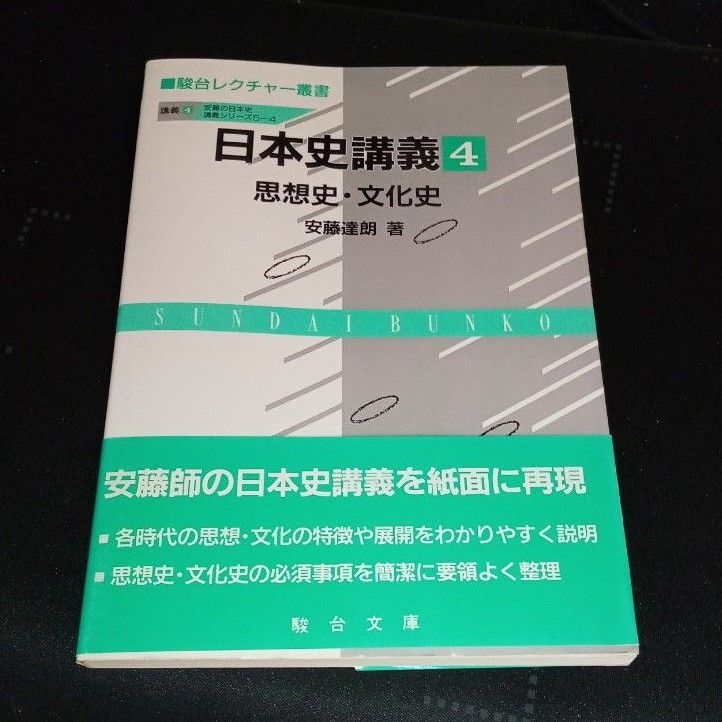 ■駿台レクチャー叢書
講義 4 安藤の日本史
講義シリーズ5−4
日本史講義 4
思想史・文化史
安藤達朗 著
SUNDAI BUNKO
安藤師の日本史講義を紙面に再現
■ 各時代の思想・文化の特徴や展開をわかりやすく説明
■ 思想史・文化史の必須事項を簡潔に要領よく整理
駿台文庫